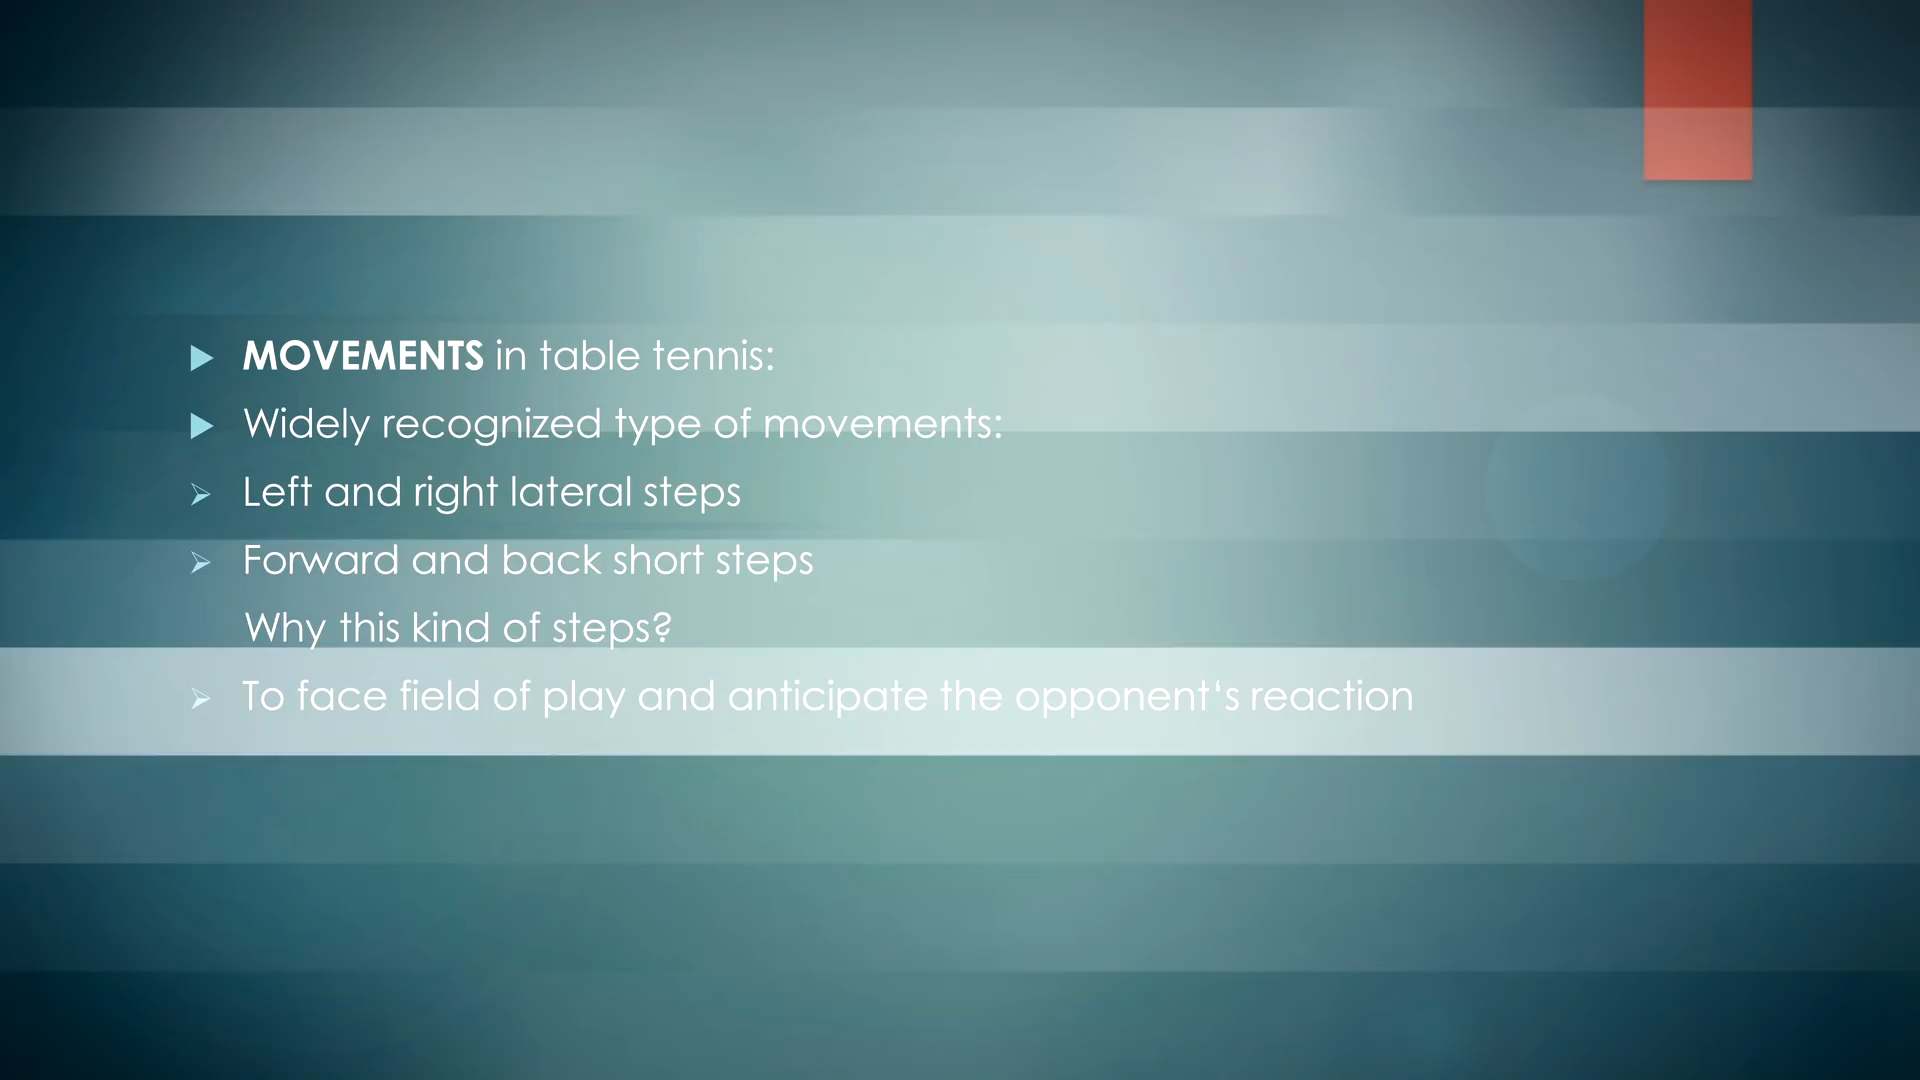 MOVEMENTS in table tennis:
Widely recognized type of movements:
Left and right lateral steps
Forward and back short steps
Why this kind of steps?
To face field of play and anticipate the opponent‘s reaction